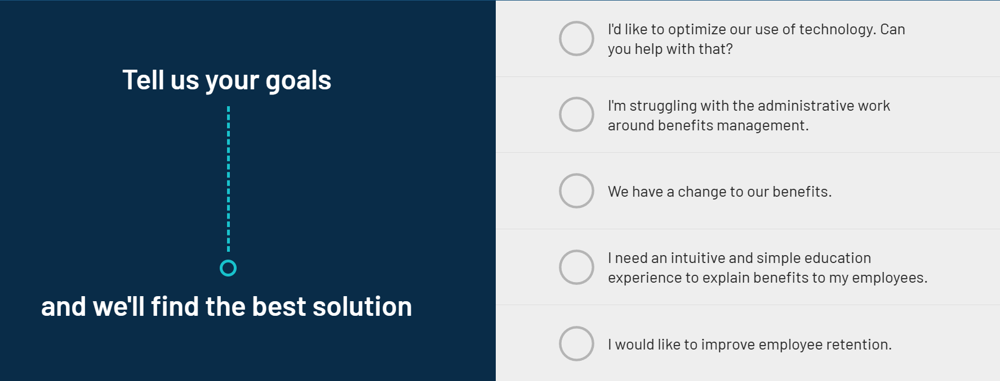 Tell us your goals
and we'll find the best solution
I'd like to optimize our use of technology. Can
you help with that?
I'm struggling with the administrative work
around benefits management.
We have a change to our benefits.
I need an intuitive and simple education
experience to explain benefits to my employees.
I would like to improve employee retention.